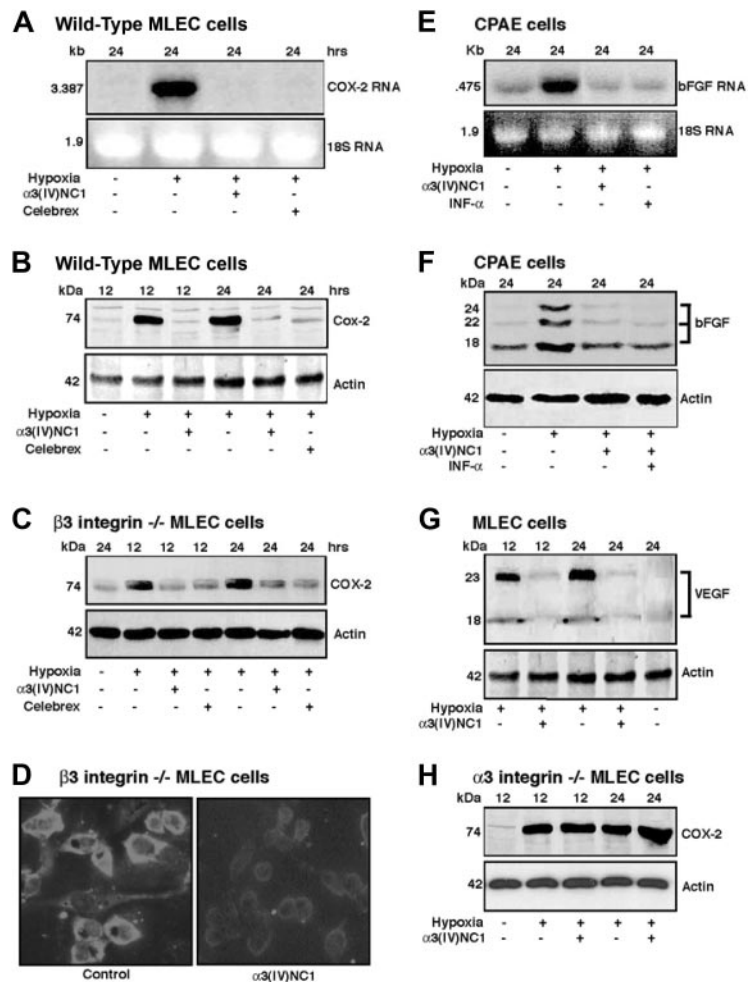 A Wild-Type MLEC cells
kb 24 24 24 24 hrs
3.387 COX-2 RNA
1.9 18S RNA
Hypoxia - + + +
α3(IV)NC1 - - + -
Celebrex - - - +
B Wild-Type MLEC cells
kDa 12 12 12 24 24 24 hrs
74 Cox-2
42 Actin
Hypoxia - + + + + +
α3(IV)NC1 - - + - + -
Celebrex - - - - - +
C β3 integrin -/- MLEC cells
kDa 24 12 12 12 24 24 24 hrs
74 COX-2
42 Actin
Hypoxia - + + + + + +
α3(IV)NC1 - - + - - + -
Celebrex - - - + - - +
D β3 integrin -/- MLEC cells
Control α3(IV)NC1
E CPAE cells
Kb 24 24 24 24
.475 bFGF RNA
1.9 18S RNA
Hypoxia - + + +
α3(IV)NC1 - - + -
INF-α - - - +
F CPAE cells
kDa 24 24 24 24
24
22 bFGF
18
42 Actin
Hypoxia - + + +
α3(IV)NC1 - - + +
INF-α - - - +
G MLEC cells
kDa 12 12 24 24 24
23 VEGF
18
42 Actin
Hypoxia + + + + -
α3(IV)NC1 - + - + -
H α3 integrin -/- MLEC cells
kDa 12 12 12 24 24
74 COX-2
42 Actin
Hypoxia - + + + +
α3(IV)NC1 - - + - +